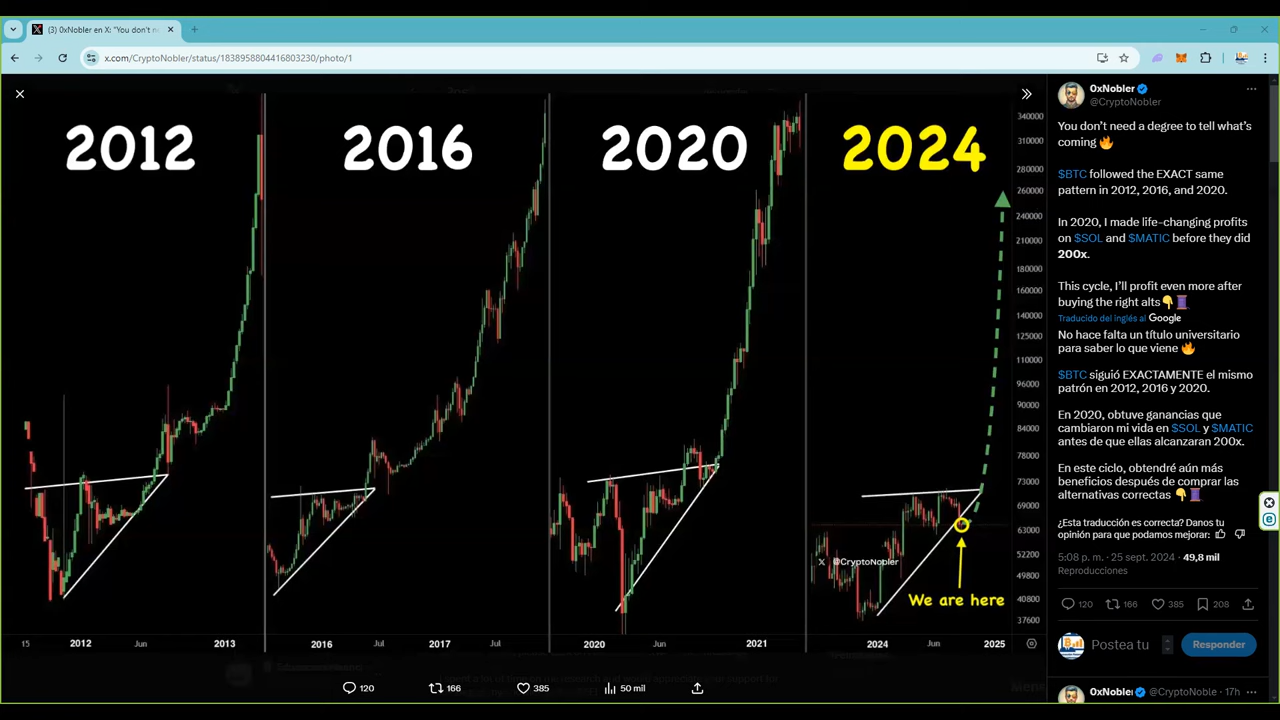 (3) 0xNobler en X: "You don't ne
x.com/CryptoNobler/status/1838958804416803230/photo/1
2012
2016
2020
2024
340000
310000
280000
260000
240000
210000
180000
160000
140000
125000
110000
96000
90000
84000
78000
73000
69000
63000
52200
49800
40800
37600
X @CryptoNobler
We are here
15
2012
Jun
2013
2016
Jul
2017
Jul
2020
Jun
2021
2024
Jun
2025
120
166
385
50 mil
0xNobler
@CryptoNobler
You don't need a degree to tell what's
coming 🔥
$BTC followed the EXACT same
pattern in 2012, 2016, and 2020.
In 2020, I made life-changing profits
on $SOL and $MATIC before they did
200x.
This cycle, I'll profit even more after
buying the right alts👇🧵
Traducido del inglés al Google
No hace falta un título universitario
para saber lo que viene 🔥
$BTC siguió EXACTAMENTE el mismo
patrón en 2012, 2016 y 2020.
En 2020, obtuve ganancias que
cambiaron mi vida en $SOL y $MATIC
antes de que ellas alcanzaran 200x.
En este ciclo, obtendré aún más
beneficios después de comprar las
alternativas correctas 👇🧵
¿Esta traducción es correcta? Danos tu
opinión para que podamos mejorar:
5:08 p. m. · 25 sept. 2024 · 49,8 mil
Reproducciones
120
166
385
208
Postea tu
Responder
0xNobler
@CryptoNoble · 17h